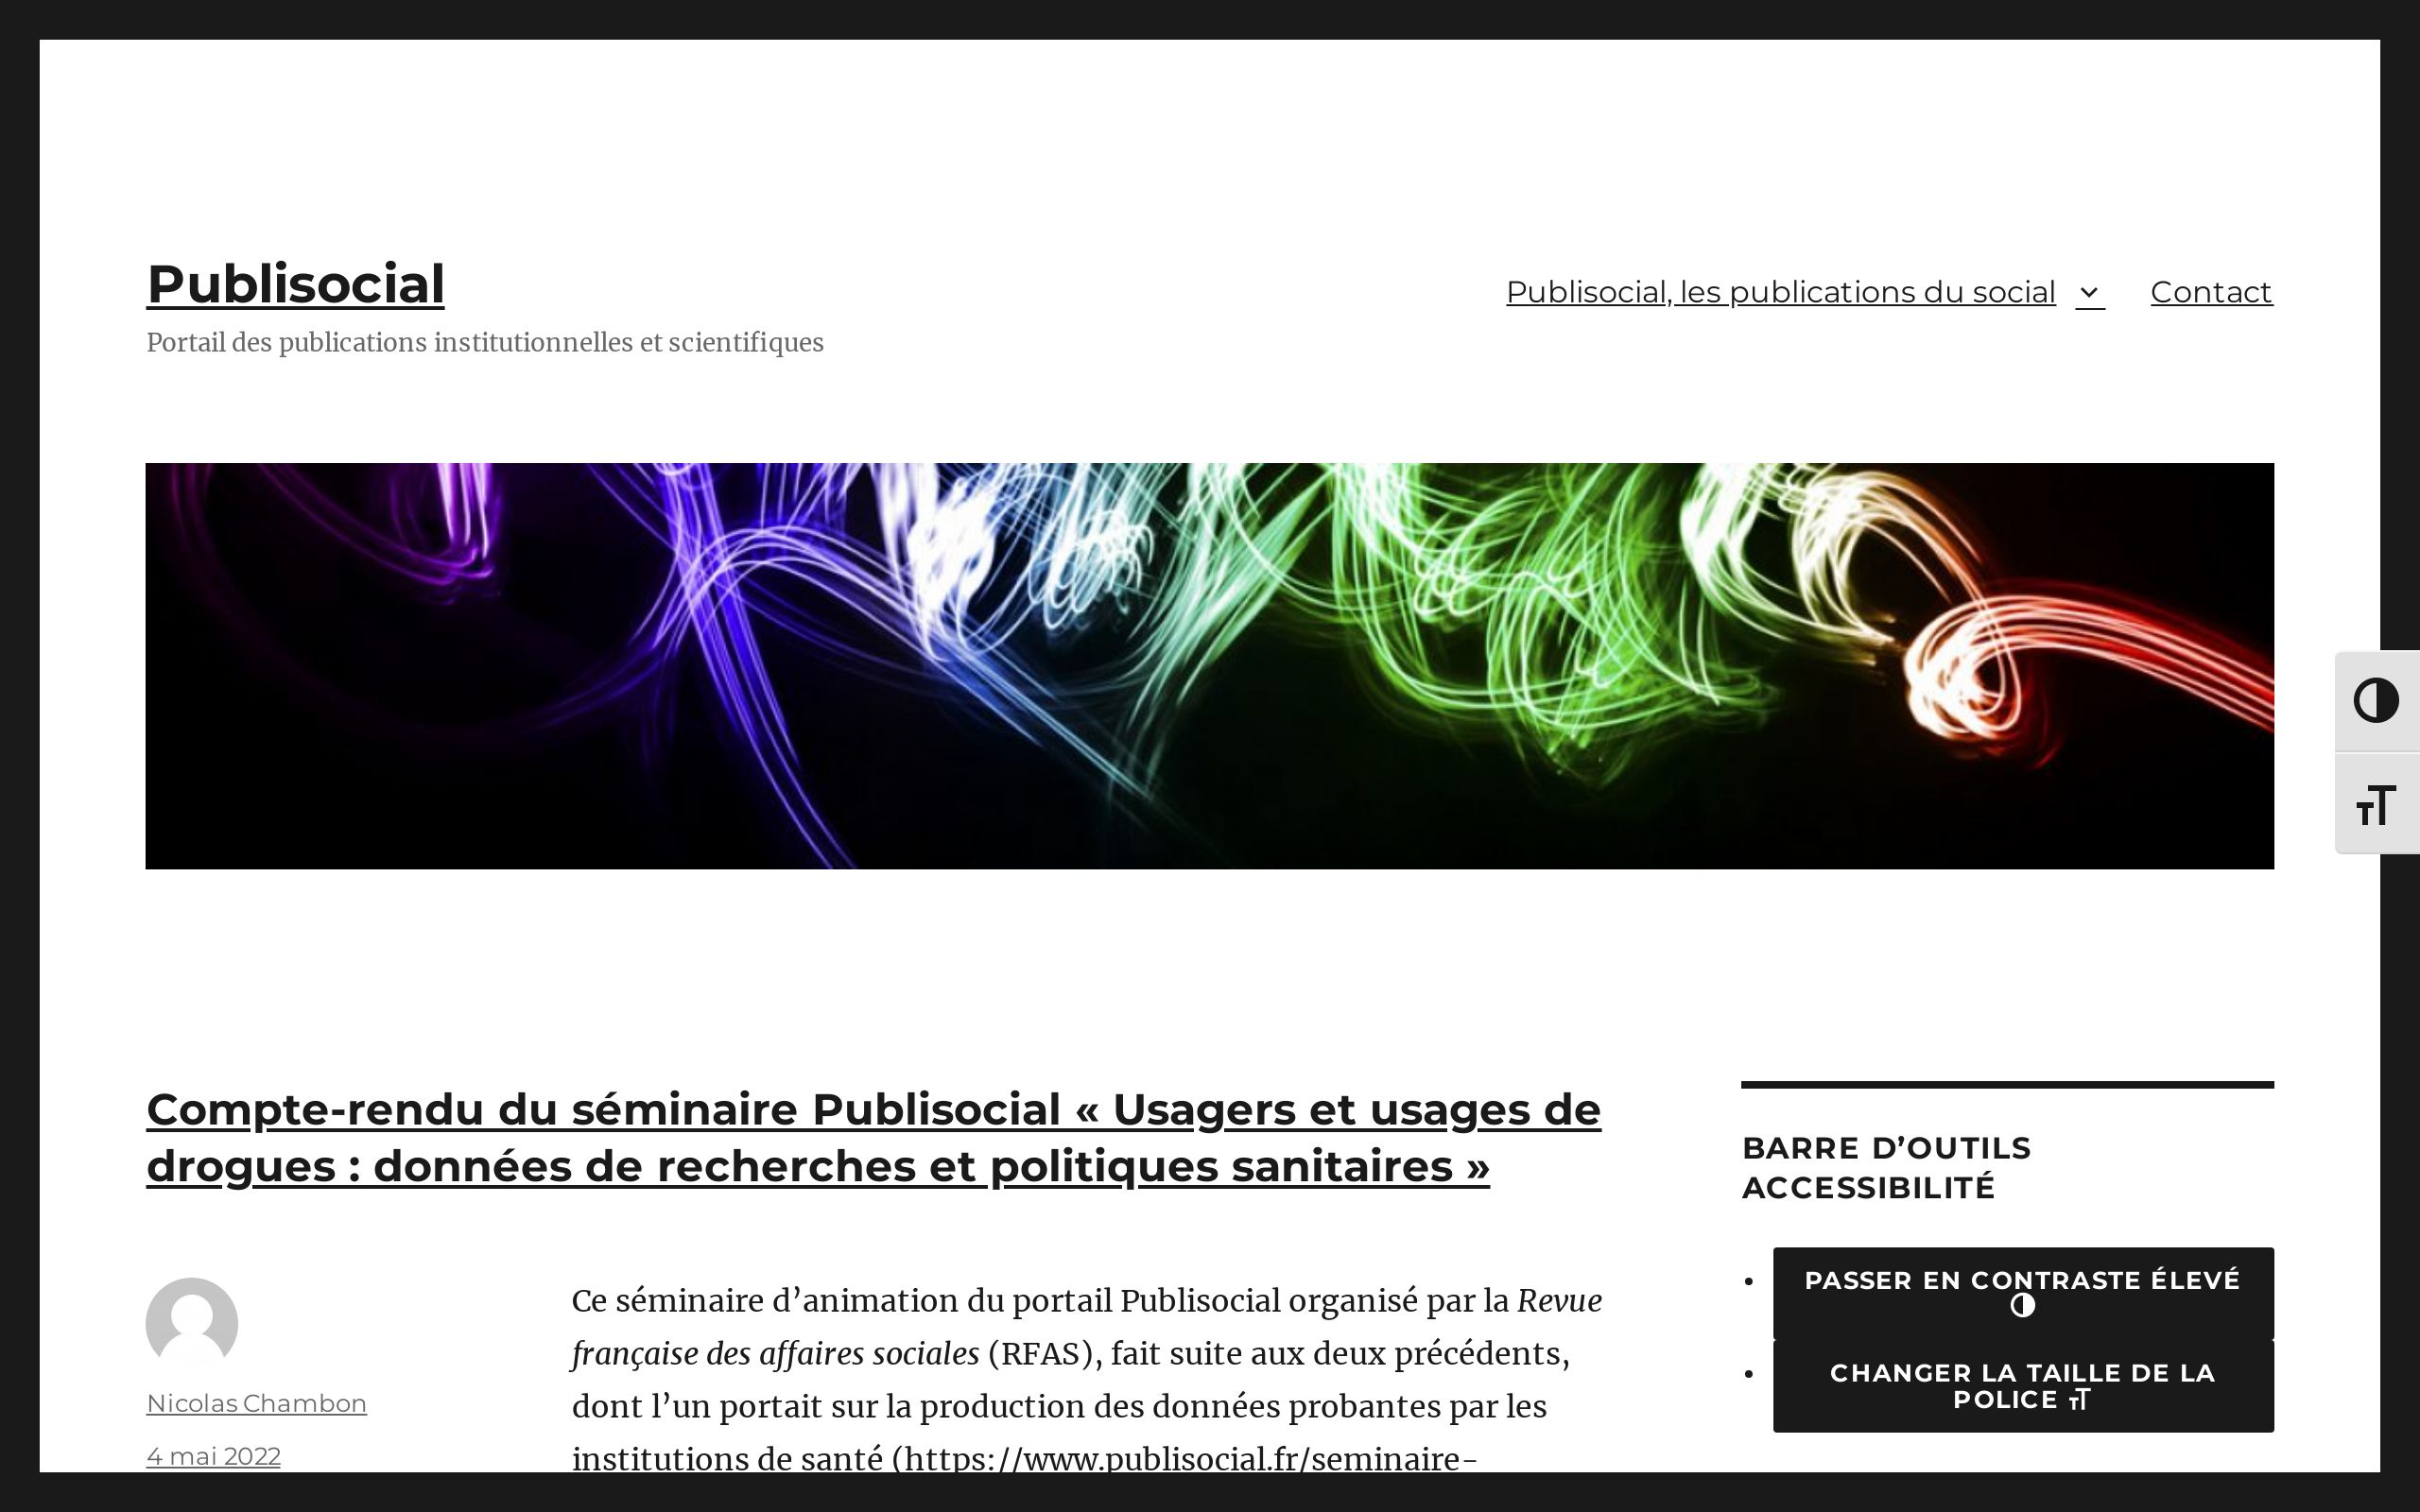 Publisocial
Portail des publications institutionnelles et scientifiques
Publisocial, les publications du social
Contact
Compte-rendu du séminaire Publisocial « Usagers et usages de
drogues : données de recherches et politiques sanitaires »
Nicolas Chambon
4 mai 2022
Ce séminaire d’animation du portail Publisocial organisé par la Revue
française des affaires sociales (RFAS), fait suite aux deux précédents,
dont l’un portait sur la production des données probantes par les
institutions de santé (https://www.publisocial.fr/seminaire-
BARRE D’OUTILS
ACCESSIBILITÉ
PASSER EN CONTRASTE ÉLEVÉ
CHANGER LA TAILLE DE LA
POLICE